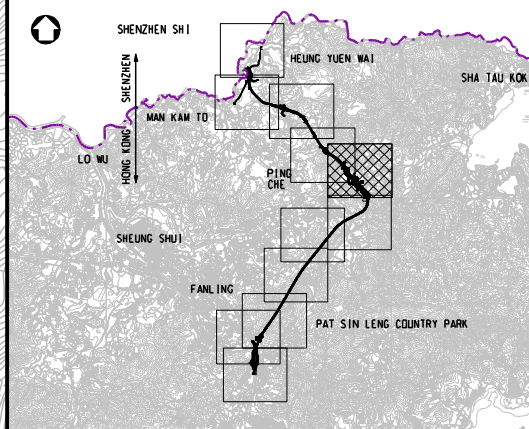 SHENZHEN SHI
HEUNG YUEN WAI
SHENZHEN
SHA TAU KOK
MAN KAM TO
HONG KONG
LO WU
PING
CHE
SHEUNG SHUI
FANLING
PAT SIN LENG COUNTRY PARK